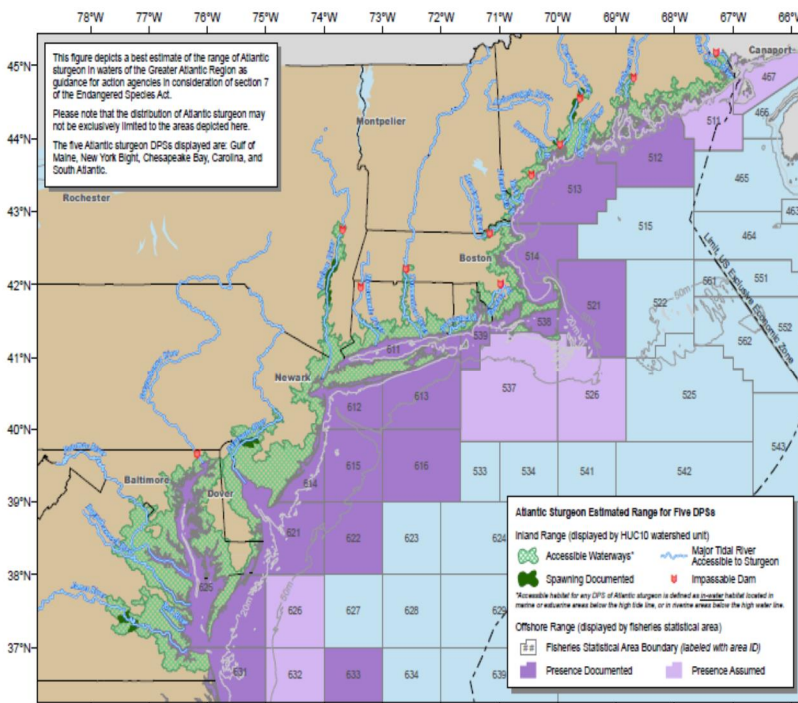 78°W 77°W 76°W 75°W 74°W 73°W 72°W 71°W 70°W 69°W 68°W 67°W 66°W
45°N
44°N
43°N
42°N
41°N
40°N
39°N
38°N
37°N
This figure depicts a best estimate of the range of Atlantic
sturgeon in waters of the Greater Atlantic Region as
guidance for action agencies in consideration of section 7
of the Endangered Species Act.
Please note that the distribution of Atlantic sturgeon may
not be exclusively limited to the areas depicted here.
The five Atlantic sturgeon DPSs displayed are: Gulf of
Maine, New York Bight, Chesapeake Bay, Carolina, and
South Atlantic.
Canaport
467
466
511
Montpelier
512
465
Rochester
513
463
515
464
Boston
514
561
551
521
522
552
562
Limit, US Exclusive Economic Zone
538
539
611
537
526
525
Newark
612
613
543
615
616
533
534
541
542
Baltimore
Dover
614
621
622
623
624
625
626
627
628
629
631
632
633
634
639
50m
Atlantic Sturgeon Estimated Range for Five DPSs
Inland Range (displayed by HUC10 watershed unit)
Accessible Waterways*
Major Tidal River
Accessible to Sturgeon
Spawning Documented
Impassable Dam
*Accessible habitat for any DPS of Atlantic sturgeon is defined as in-water habitat located in
marine or estuarine areas below the high tide line, or in riverine areas below the high water line.
Offshore Range (displayed by fisheries statistical area)
## Fisheries Statistical Area Boundary (labeled with area ID)
Presence Documented
Presence Assumed